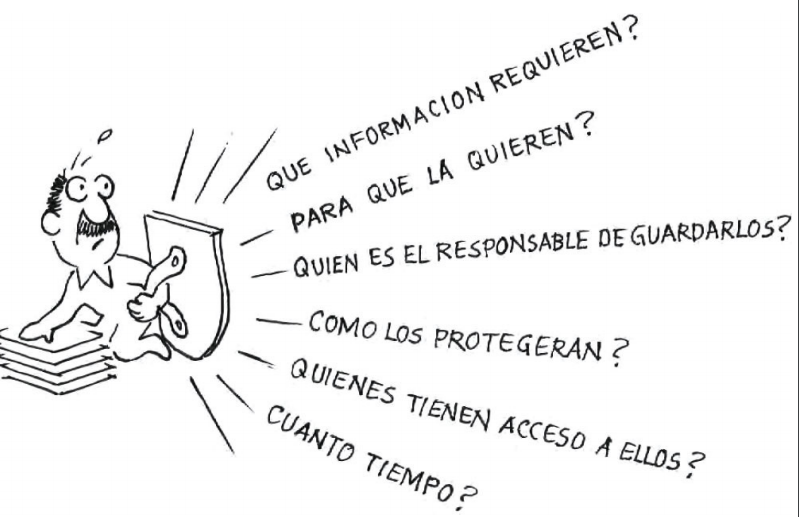 QUE INFORMACION REQUIEREN?
PARA QUE LA QUIEREN?
QUIEN ES EL RESPONSABLE DE GUARDARLOS?
COMO LOS PROTEGERAN?
QUIENES TIENEN ACCESO A ELLOS?
CUANTO TIEMPO?